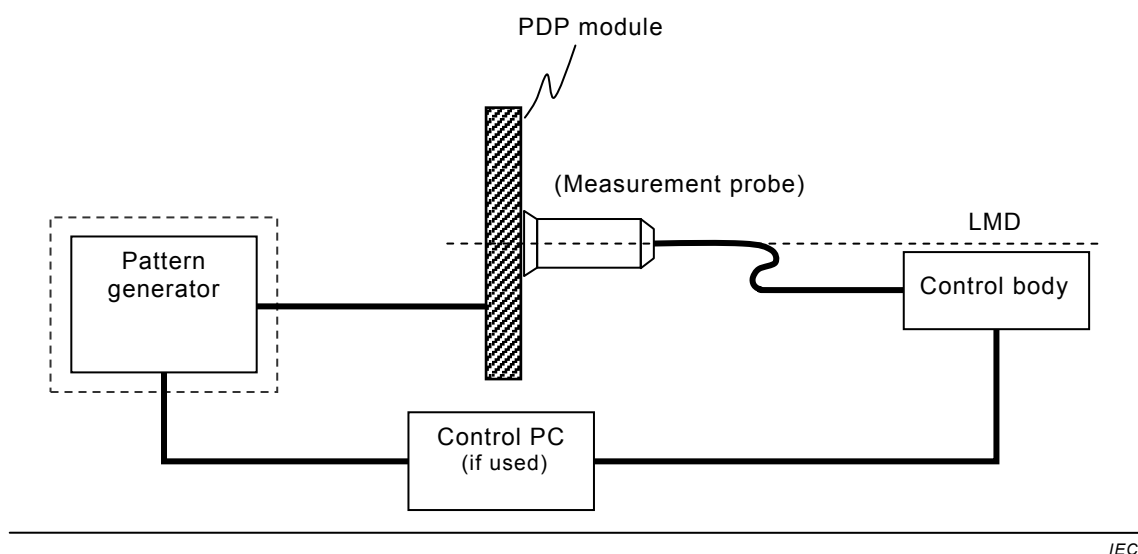 PDP module
(Measurement probe)
LMD
Pattern
generator
Control body
Control PC
(if used)
IEC